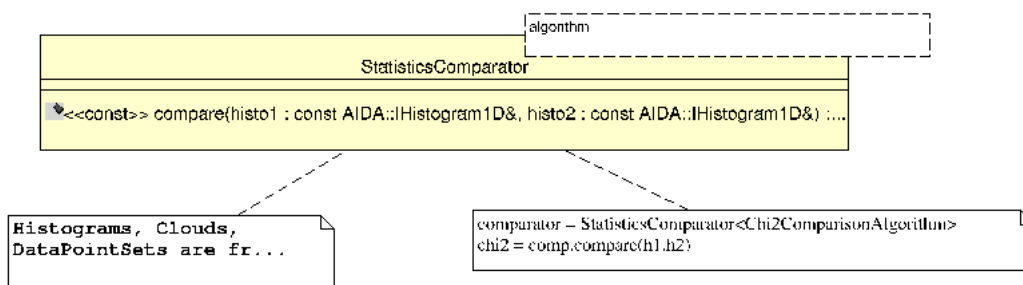 algorithm
StatisticsComparator
<<const>> compare(histo1 : const AIDA::IHistogram1D&, histo2 : const AIDA::IHistogram1D&) :...
Histograms, Clouds,
DataPointSets are fr...
comparator = StatisticsComparator<Chi2ComparisonAlgorithm>
chi2 = comp.compare(h1,h2)